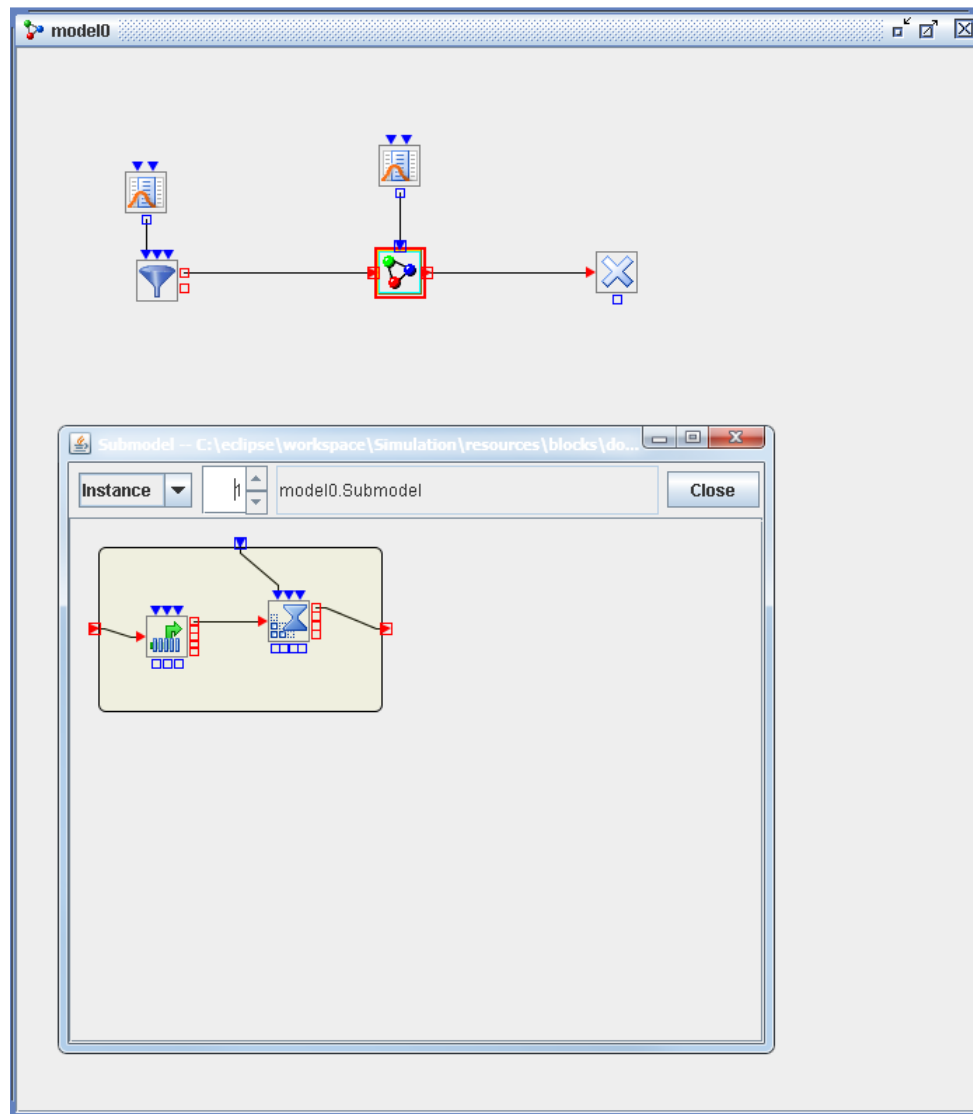 model0
Submodel -- C:\eclipse\workspace\Simulation\resources\blocks\do...
Instance
1
model0.Submodel
Close